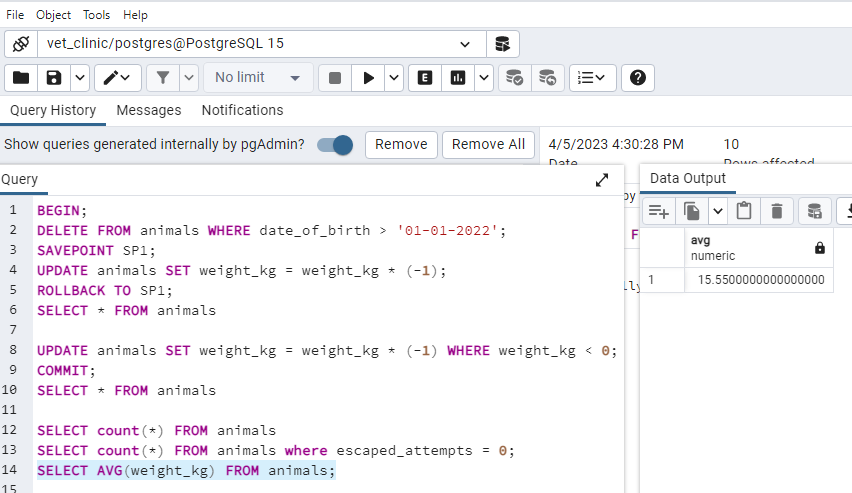 File Object Tools Help
vet_clinic/postgres@PostgreSQL 15
No limit
E
Query History Messages Notifications
Show queries generated internally by pgAdmin? Remove Remove All
4/5/2023 4:30:28 PM 10
Date Rows affected
Query
1 BEGIN;
2 DELETE FROM animals WHERE date_of_birth > '01-01-2022';
3 SAVEPOINT SP1;
4 UPDATE animals SET weight_kg = weight_kg * (-1);
5 ROLLBACK TO SP1;
6 SELECT * FROM animals
7
8 UPDATE animals SET weight_kg = weight_kg * (-1) WHERE weight_kg < 0;
9 COMMIT;
10 SELECT * FROM animals
11
12 SELECT count(*) FROM animals
13 SELECT count(*) FROM animals where escaped_attempts = 0;
14 SELECT AVG(weight_kg) FROM animals;
15
by
F
lly
Data Output
avg
numeric
1 15.5500000000000000